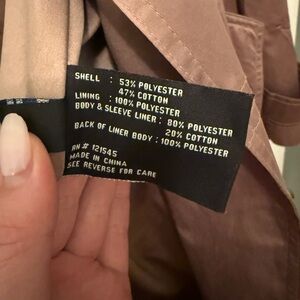 SHELL : 53% POLYESTER
47% COTTON
LINING : 100% POLYESTER
BODY & SLEEVE LINER : 80% POLYESTER
20% COTTON
BACK OF LINER BODY : 100% POLYESTER
RN # 121545
MADE IN CHINA
SEE REVERSE FOR CARE